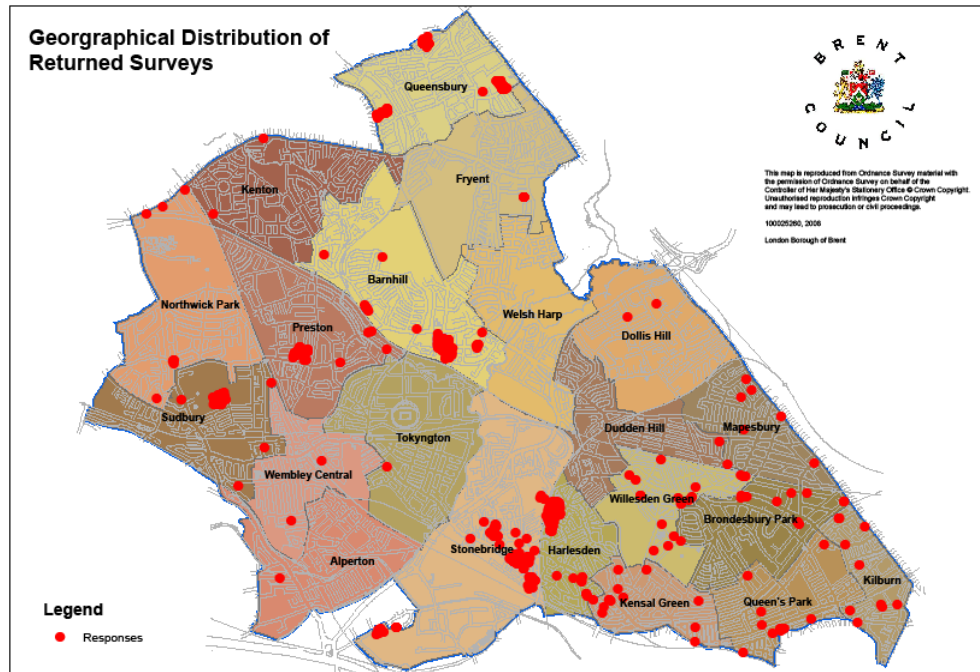 Georgraphical Distribution of
Returned Surveys
BRENT
COUNCIL
This map is reproduced from Ordnance Survey material with
the permission of Ordnance Survey on behalf of the
Controller of Her Majesty's Stationery Office © Crown Copyright.
Unauthorised reproduction infringes Crown Copyright
and may lead to prosecution or civil proceedings.
100025260, 2008
London Borough of Brent
Queensbury
Kenton
Fryent
Barnhill
Northwick Park
Welsh Harp
Preston
Dollis Hill
Sudbury
Tokyngton
Dudden Hill
Mapesbury
Wembley Central
Willesden Green
Brondesbury Park
Stonebridge
Harlesden
Alperton
Kilburn
Kensal Green
Queen's Park
Legend
Responses